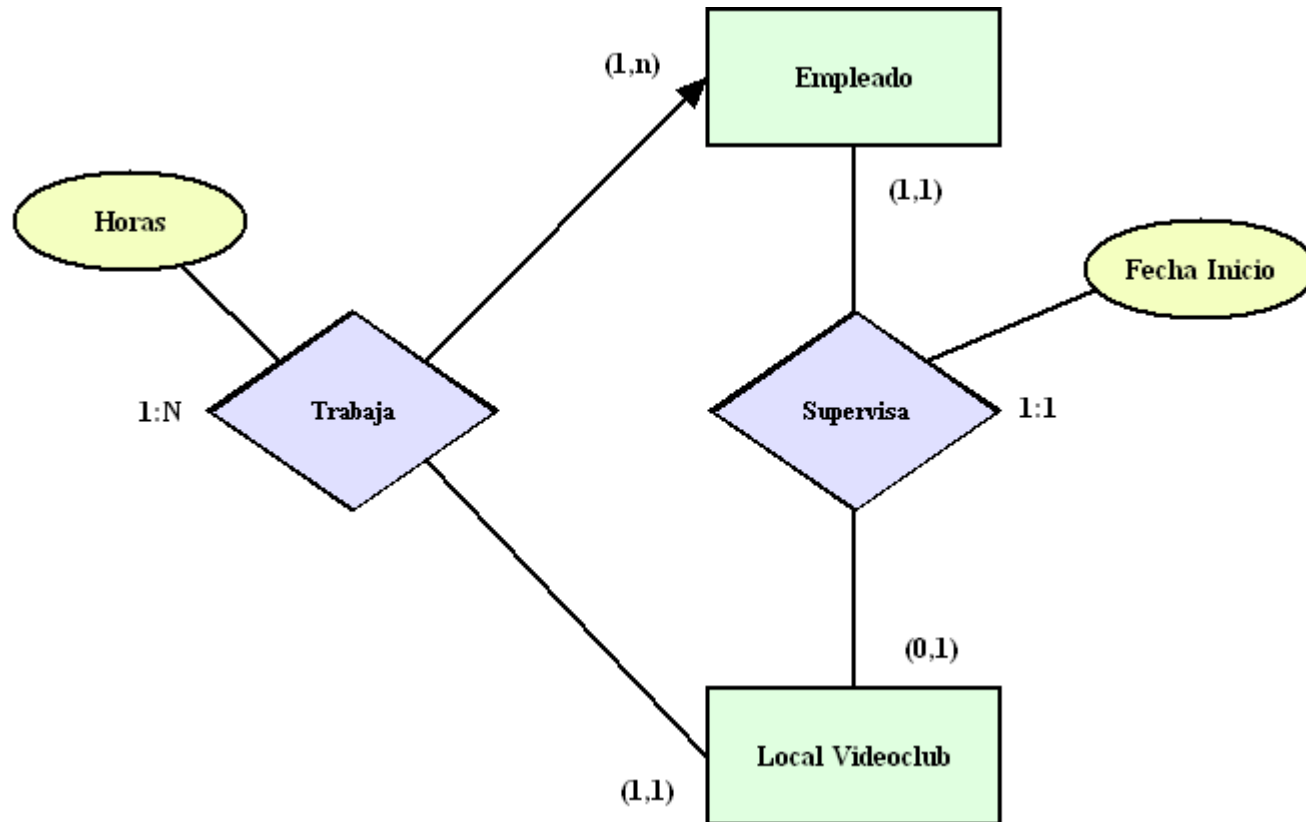 (1,n)
Empleado
(1,1)
Horas
Fecha Inicio
1:N
Trabaja
Supervisa
1:1
(0,1)
Local Videoclub
(1,1)